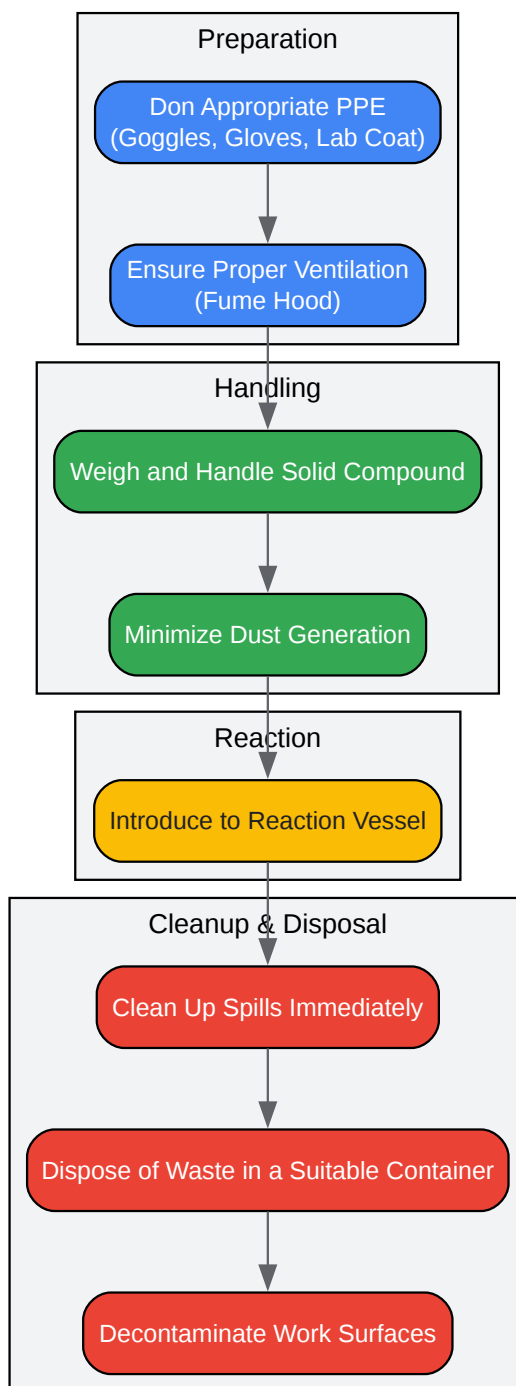 Preparation
Don Appropriate PPE
(Goggles, Gloves, Lab Coat)
Ensure Proper Ventilation
(Fume Hood)
Handling
Weigh and Handle Solid Compound
Minimize Dust Generation
Reaction
Introduce to Reaction Vessel
Cleanup & Disposal
Clean Up Spills Immediately
Dispose of Waste in a Suitable Container
Decontaminate Work Surfaces